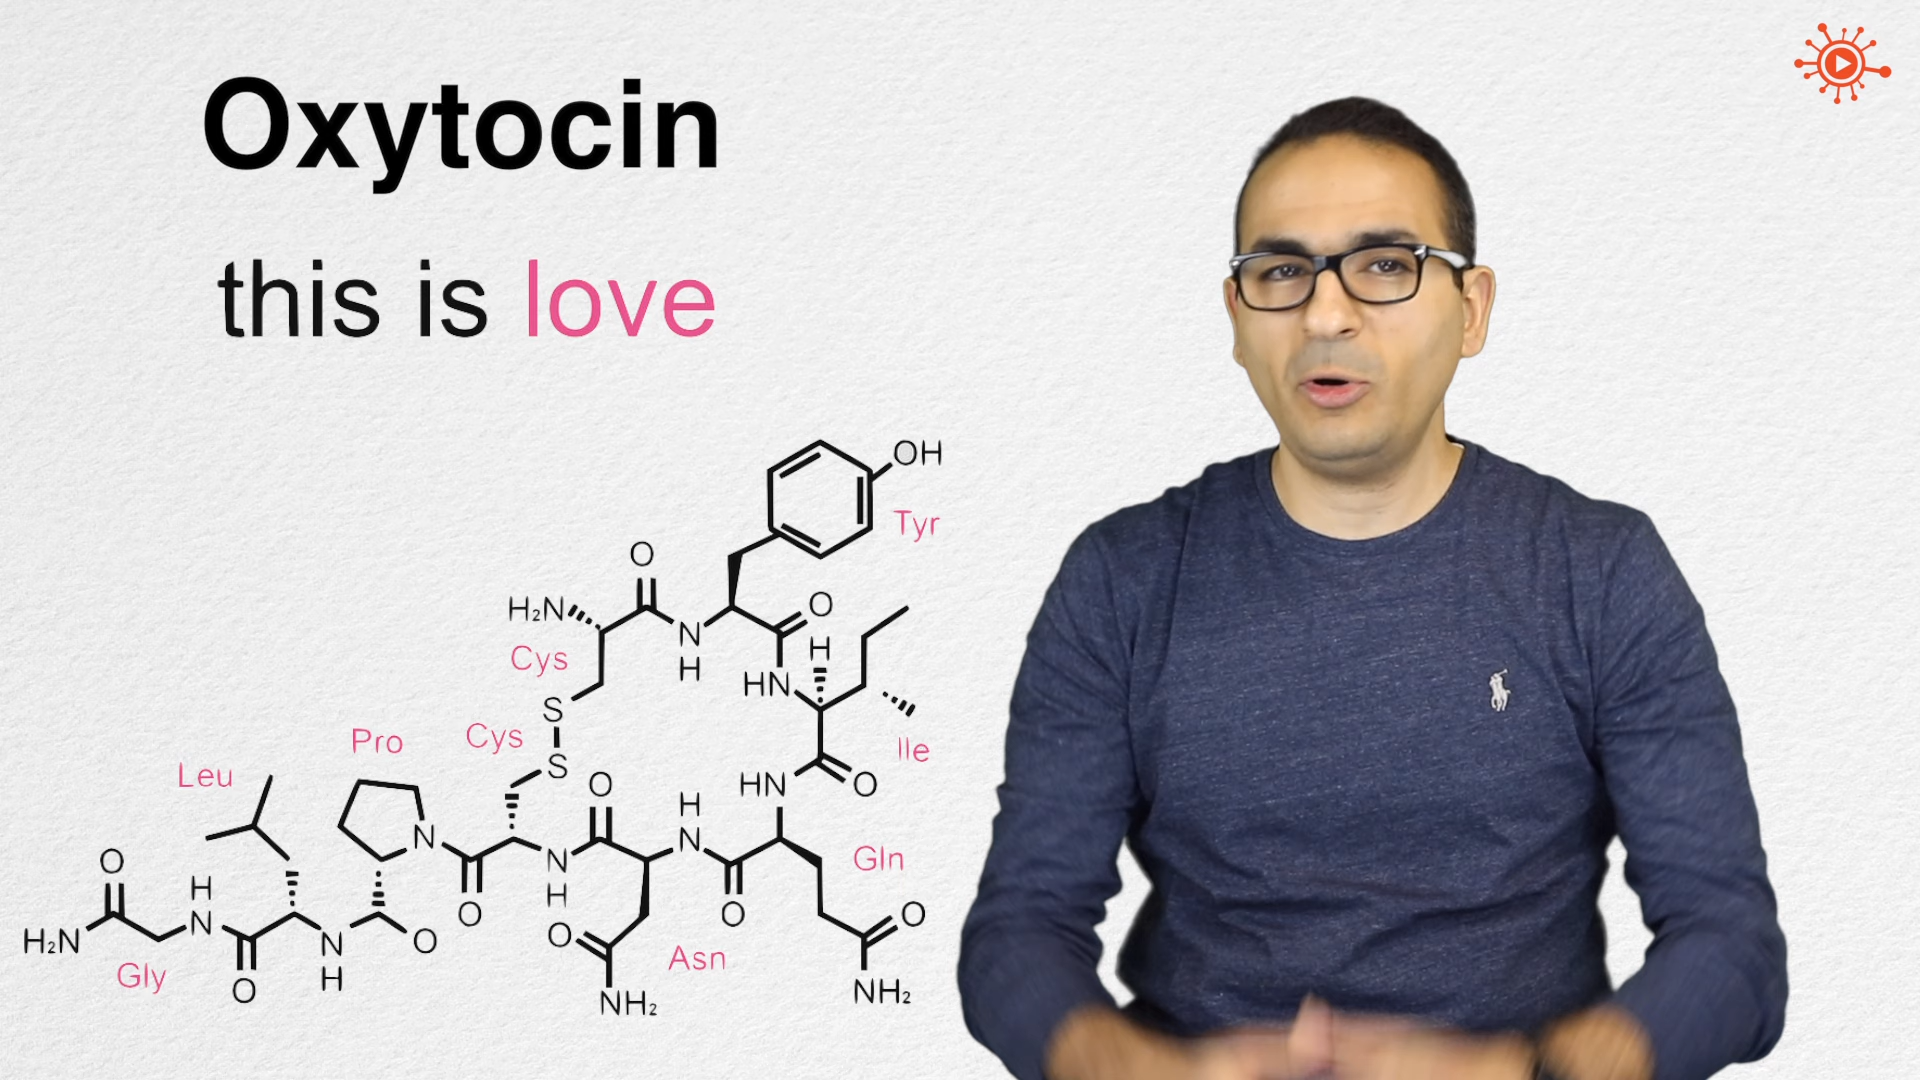 Oxytocin
this is love
OH
Tyr
O
H₂N
O
Cys
N
H
H
HN
S
Cys
Pro
Ile
S
Leu
O
HN
O
H
N
N
N
H
Gln
O
H
N
O
O
O
O
H₂N
N
O
Asn
Gly
H
O
NH₂
NH₂